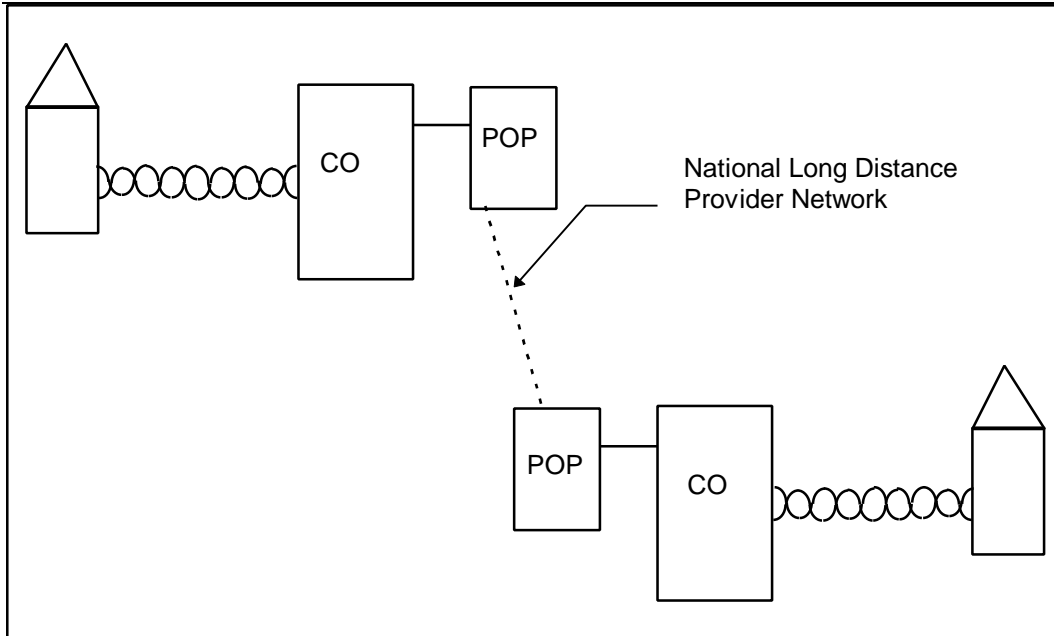 CO
POP
National Long Distance
Provider Network
POP
CO